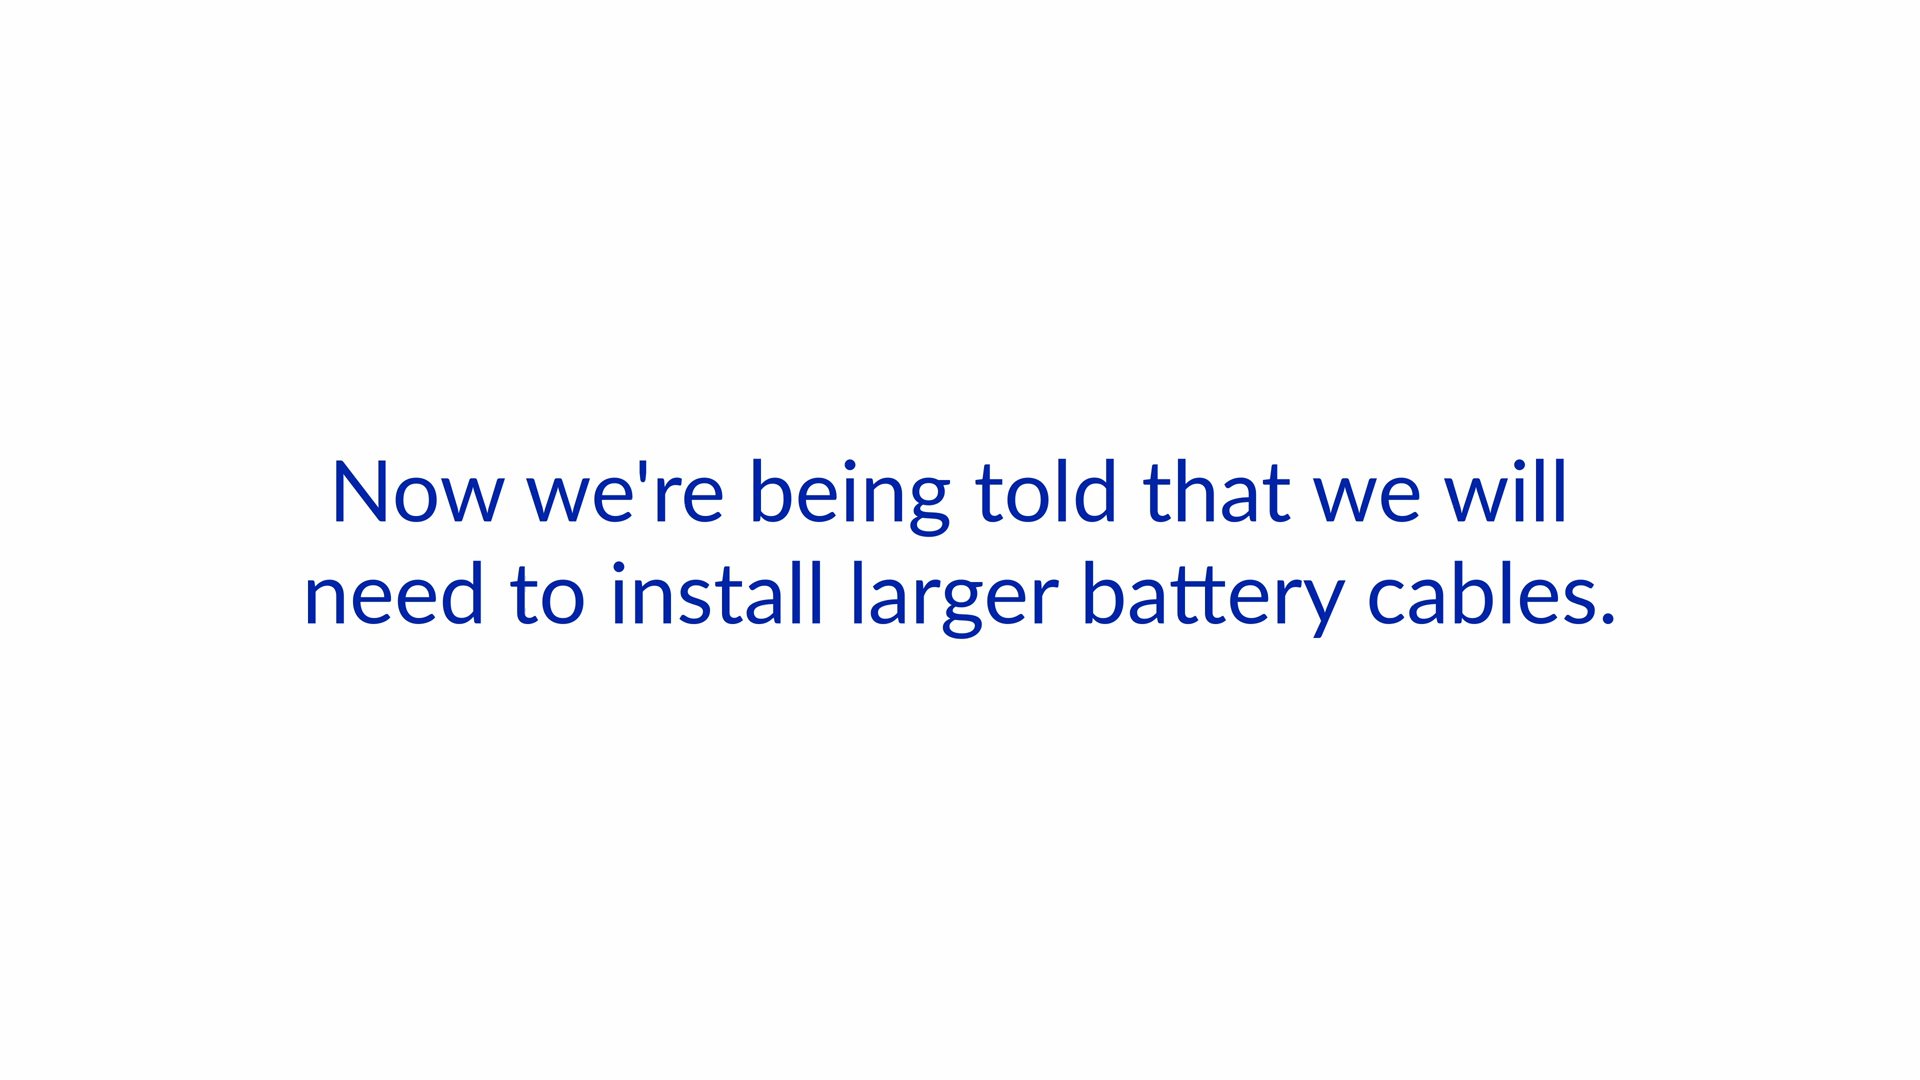 Now we're being told that we will
need to install larger battery cables.